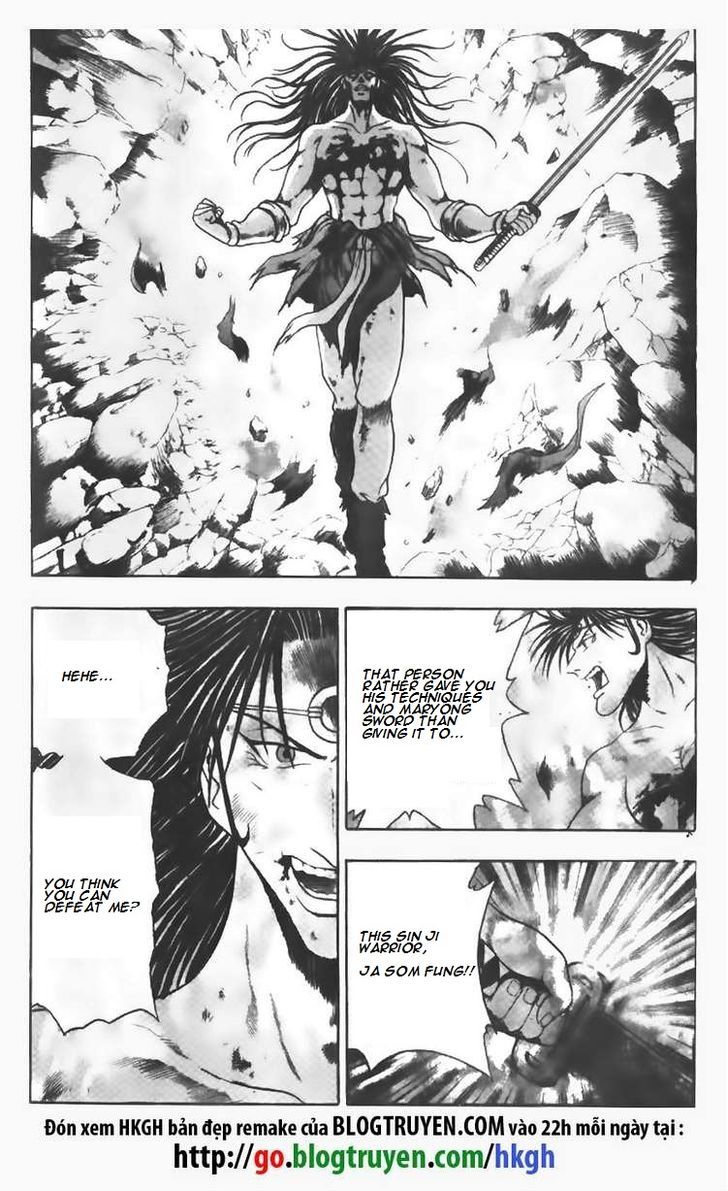 HEHE...
YOU THINK
YOU CAN
DEFEAT ME?
THAT PERSON
RATHER GAVE YOU
HIS TECHNIQUES
AND MARYONG
SWORD THAN
GIVING IT TO...
THIS SIN JI
WARRIOR,
JA SOM FUNG!!
Đón xem HKGH bản đẹp remake của BLOGTRUYEN.COM vào 22h mỗi ngày tại :
http://go.blogtruyen.com/hkgh